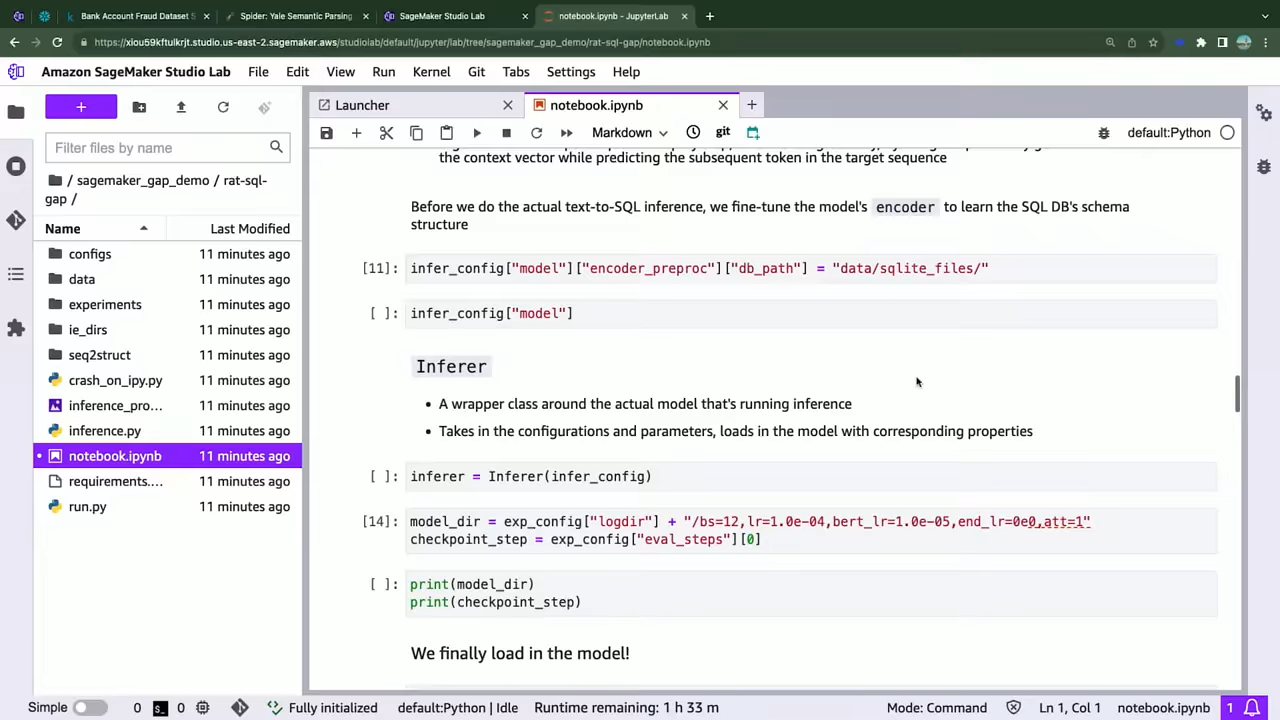 Bank Account Fraud Dataset S
Spider: Yale Semantic Parsing
SageMaker Studio Lab
notebook.ipynb - JupyterLab
https://xiou59kftulkrjt.studio.us-east-2.sagemaker.aws/studiolab/default/jupyter/lab/tree/sagemaker_gap_demo/rat-sql-gap/notebook.ipynb
Amazon SageMaker Studio Lab File Edit View Run Kernel Git Tabs Settings Help
Launcher
notebook.ipynb
Markdown
git
default:Python
Filter files by name
/ sagemaker_gap_demo / rat-sql-
gap /
Name Last Modified
configs 11 minutes ago
data 11 minutes ago
experiments 11 minutes ago
ie_dirs 11 minutes ago
seq2struct 11 minutes ago
crash_on_ipy.py 11 minutes ago
inference_pro... 11 minutes ago
inference.py 11 minutes ago
notebook.ipynb 11 minutes ago
requirements.... 11 minutes ago
run.py 11 minutes ago
the context vector while predicting the subsequent token in the target sequence
Before we do the actual text-to-SQL inference, we fine-tune the model's encoder to learn the SQL DB's schema
structure
[11]: infer_config["model"]["encoder_preproc"]["db_path"] = "data/sqlite_files/"
[ ]: infer_config["model"]
Inferer
• A wrapper class around the actual model that's running inference
• Takes in the configurations and parameters, loads in the model with corresponding properties
[ ]: inferer = Inferer(infer_config)
[14]: model_dir = exp_config["logdir"] + "/bs=12,lr=1.0e-04,bert_lr=1.0e-05,end_lr=0e0,att=1"
checkpoint_step = exp_config["eval_steps"][0]
[ ]: print(model_dir)
print(checkpoint_step)
We finally load in the model!
Simple 0 0 Fully initialized default:Python | Idle Runtime remaining: 1 h 33 m Mode: Command Ln 1, Col 1 notebook.ipynb 1